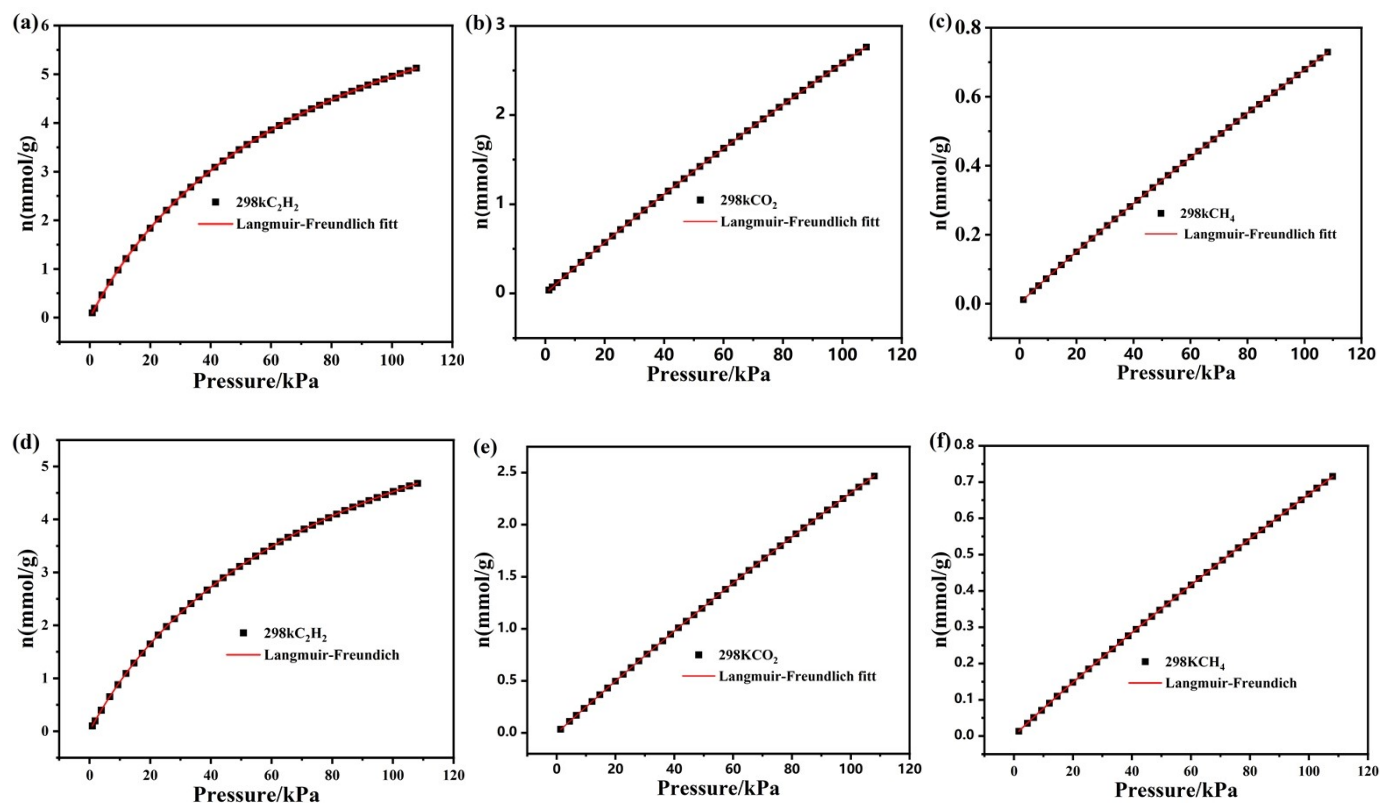 (a)
6
5
4
3
2
1
0
n(mmol/g)
298kC₂H₂
Langmuir-Freundlich fitt
0 20 40 60 80 100 120
Pressure/kPa
(b)
3
2
1
0
n(mmol/g)
298kCO₂
Langmuir-Freundlich fitt
0 20 40 60 80 100 120
Pressure/kPa
(c)
0.8
0.6
0.4
0.2
0.0
n(mmol/g)
298kCH₄
Langmuir-Freundlich fitt
0 20 40 60 80 100 120
Pressure/kPa
(d)
5
4
3
2
1
0
n(mmol/g)
298kC₂H₂
Langmuir-Freundich
0 20 40 60 80 100 120
Pressure/kPa
(e)
2.5
2.0
1.5
1.0
0.5
0.0
n(mmol/g)
298KCO₂
Langmuir-Freundlich fitt
0 20 40 60 80 100 120
Pressure/kPa
(f)
0.8
0.7
0.6
0.5
0.4
0.3
0.2
0.1
0.0
n(mmol/g)
298KCH₄
Langmuir-Freundich
0 20 40 60 80 100 120
Pressure/kPa